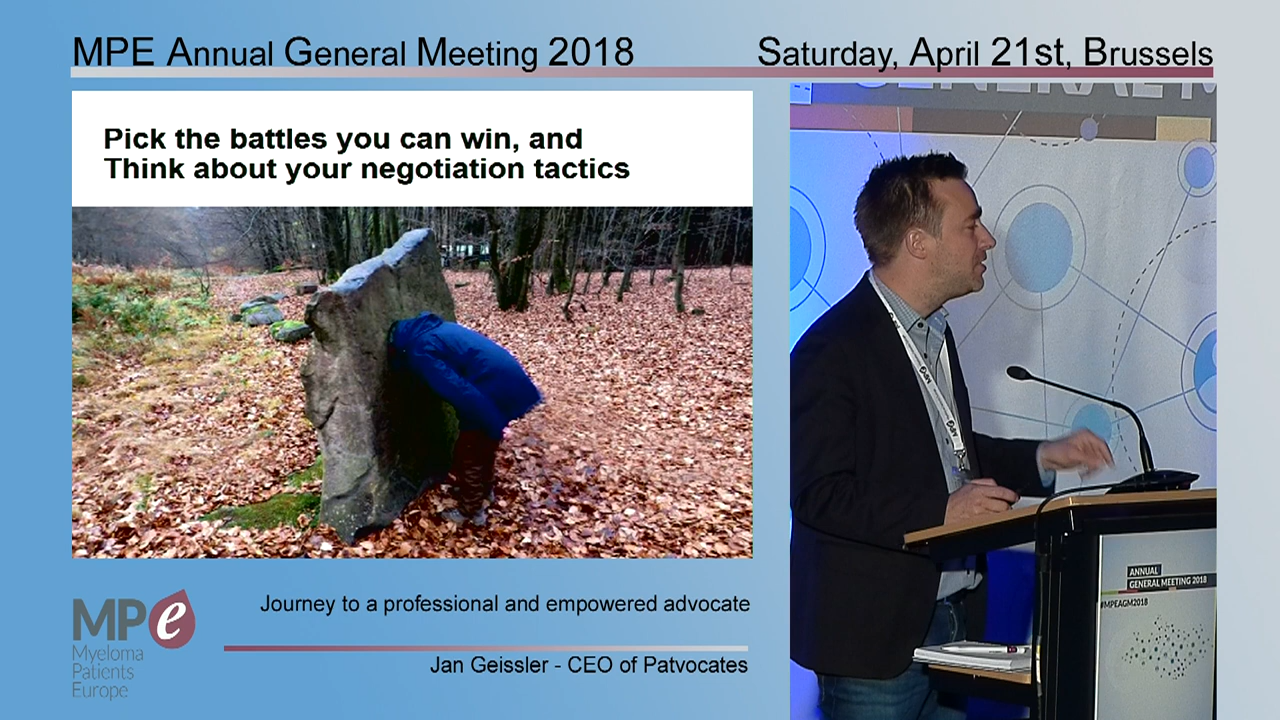 MPE Annual General Meeting 2018
Saturday, April 21st, Brussels
Pick the battles you can win, and
Think about your negotiation tactics
MPe
Myeloma
Patients
Europe
Journey to a professional and empowered advocate
Jan Geissler - CEO of Patvocates
ANNUAL
GENERAL MEETING 2018
#MPEAGM2018